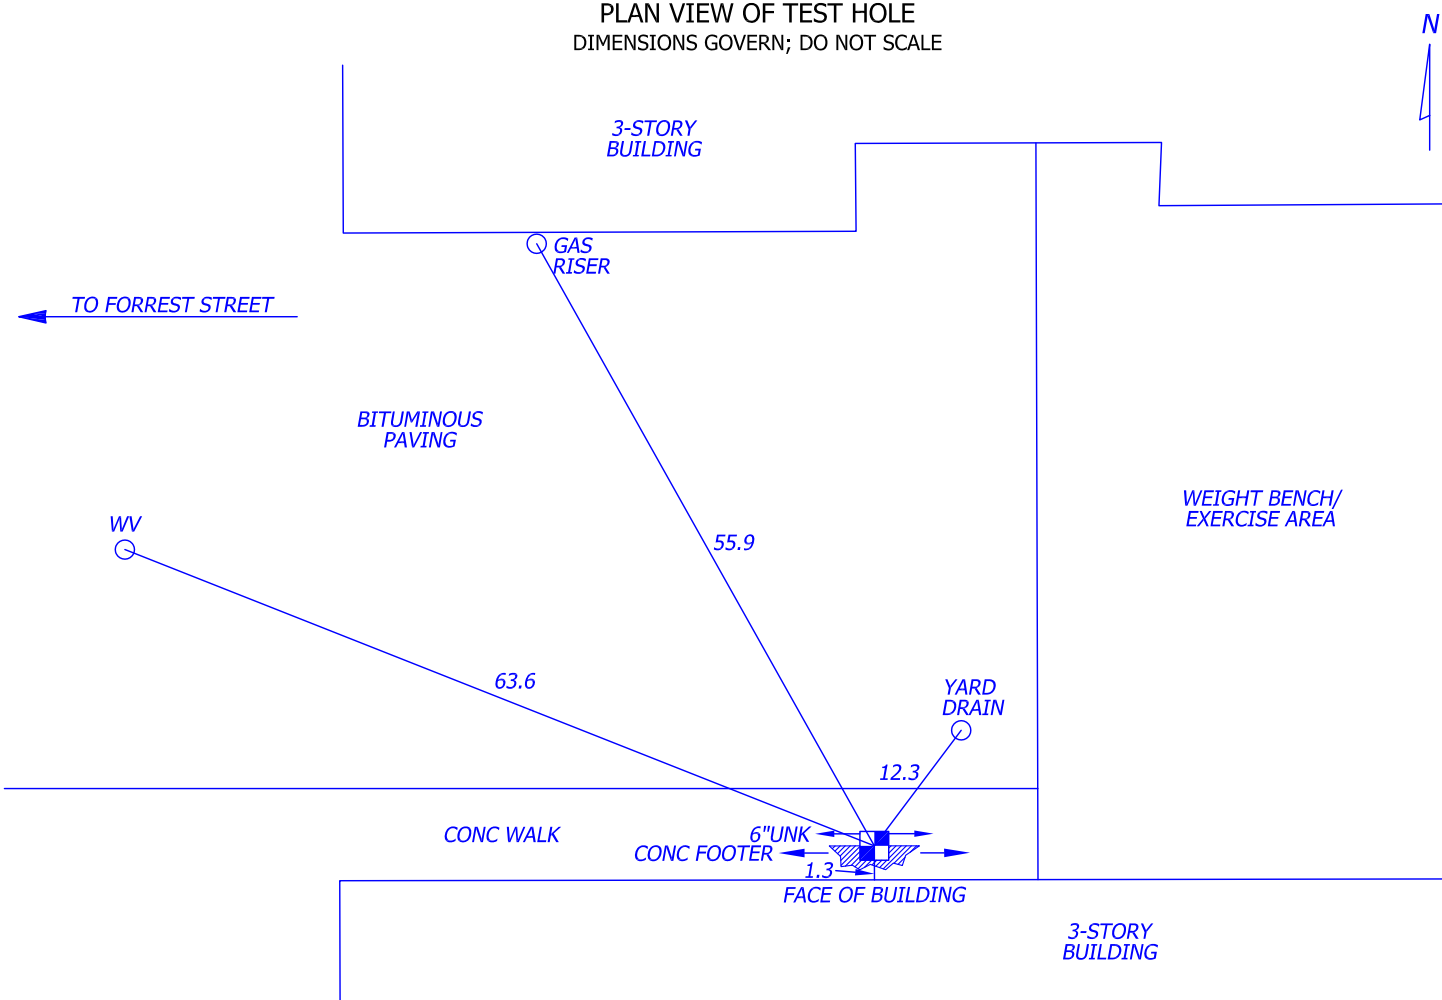 PLAN VIEW OF TEST HOLE
DIMENSIONS GOVERN; DO NOT SCALE
N
3-STORY
BUILDING
GAS
RISER
TO FORREST STREET
BITUMINOUS
PAVING
WEIGHT BENCH/
EXERCISE AREA
WV
55.9
63.6
YARD
DRAIN
12.3
CONC WALK
6"UNK
CONC FOOTER
1.3
FACE OF BUILDING
3-STORY
BUILDING